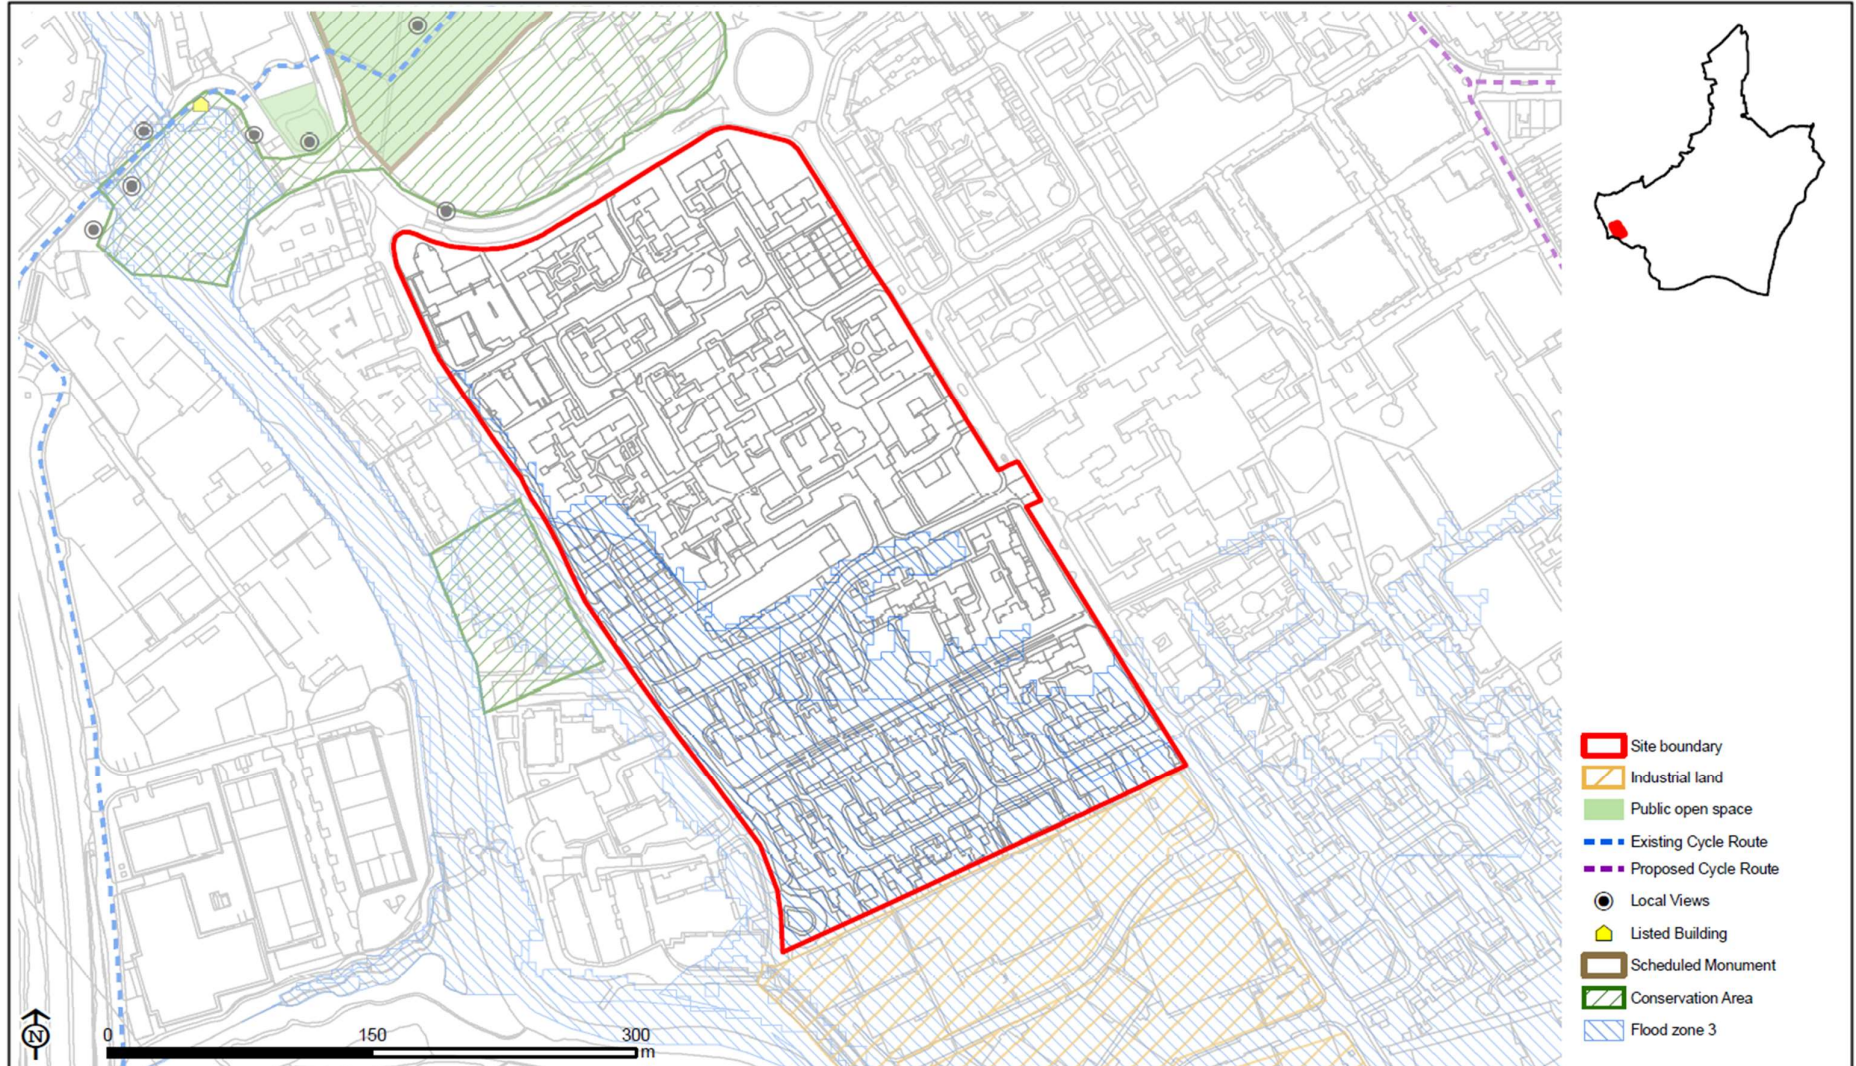 Site boundary
Industrial land
Public open space
Existing Cycle Route
Proposed Cycle Route
Local Views
Listed Building
Scheduled Monument
Conservation Area
Flood zone 3
N
0 150 300
m